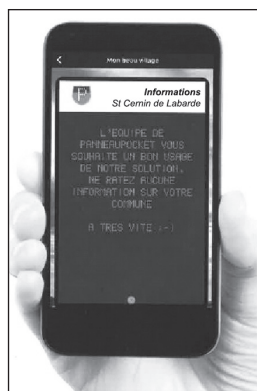 Mon beau village
P
Informations
St Cernin de Labarde
L'EQUIPE DE
PANNEAUPOCKET VOUS
SOUHAITE UN BON USAGE
DE NOTRE SOLUTION,
NE RATEZ AUCUNE
INFORMATION SUR VOTRE
COMMUNE
A TRES VITE :-)